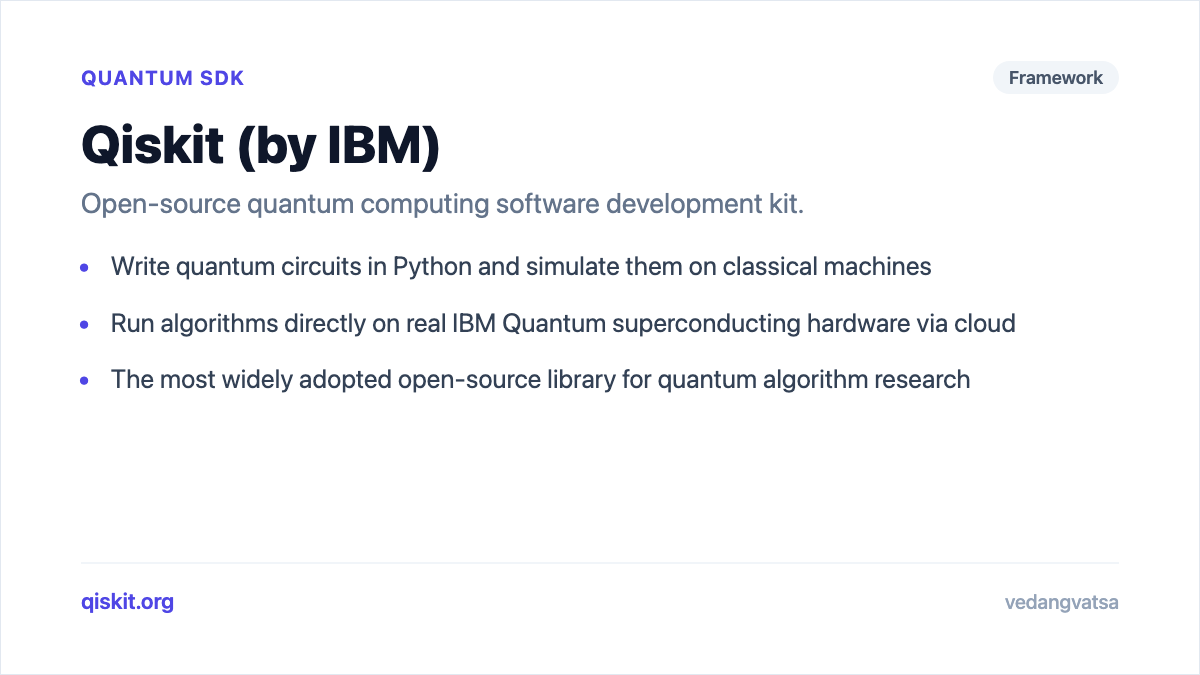 QUANTUM SDK
Framework
Qiskit (by IBM)
Open-source quantum computing software development kit.
• Write quantum circuits in Python and simulate them on classical machines
• Run algorithms directly on real IBM Quantum superconducting hardware via cloud
• The most widely adopted open-source library for quantum algorithm research
qiskit.org
vedangvatsa